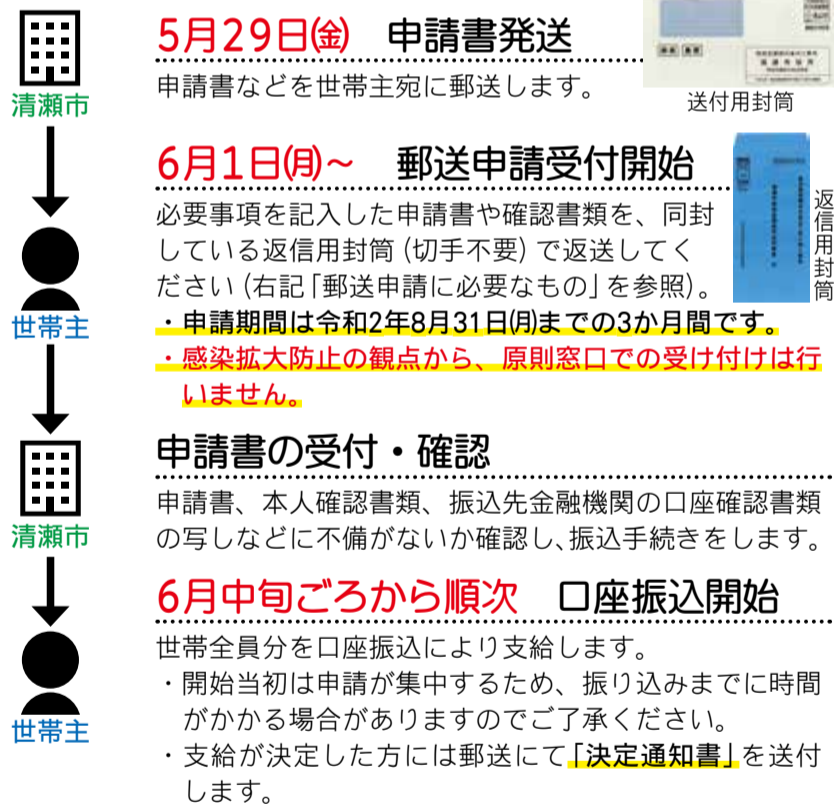 5月29日㈮ 申請書発送
申請書などを世帯主宛に郵送します。
清瀬市
送付用封筒
6月1日㈪～ 郵送申請受付開始
必要事項を記入した申請書や確認書類を、同封
している返信用封筒(切手不要)で返送してく
ださい(右記「郵送申請に必要なもの」を参照)。
返信用封筒
・申請期間は令和2年8月31日㈪までの3か月間です。
・感染拡大防止の観点から、原則窓口での受け付けは行
いません。
世帯主
申請書の受付・確認
申請書、本人確認書類、振込先金融機関の口座確認書類
の写しなどに不備がないか確認し、振込手続きをします。
清瀬市
6月中旬ごろから順次 口座振込開始
世帯全員分を口座振込により支給します。
・開始当初は申請が集中するため、振り込みまでに時間
がかかる場合がありますのでご了承ください。
・支給が決定した方には郵送にて「決定通知書」を送付
します。
世帯主